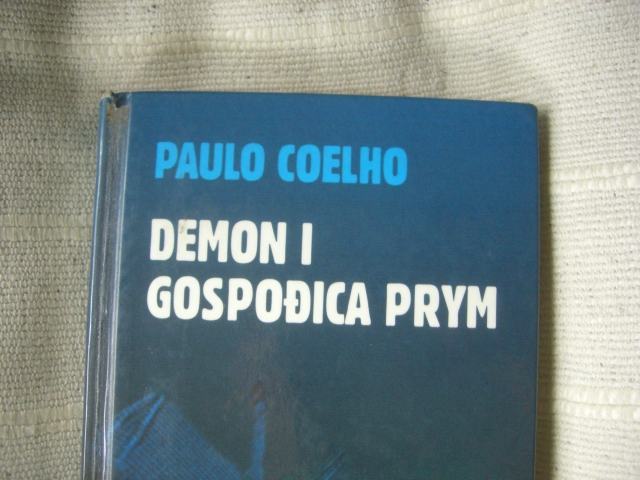 PAULO COELHO
DEMON I
GOSPOĐICA PRYM